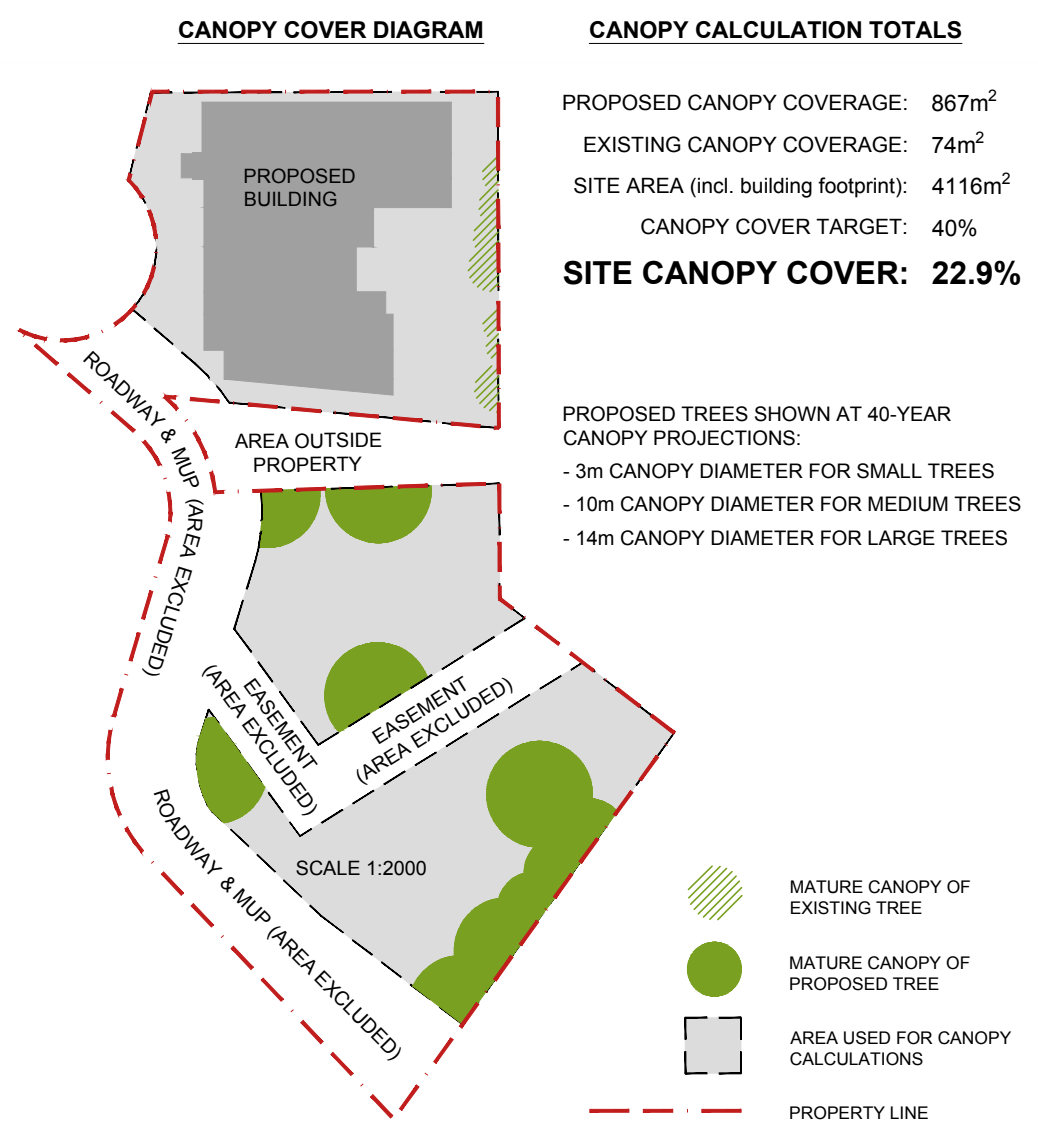 CANOPY COVER DIAGRAM
CANOPY CALCULATION TOTALS
PROPOSED CANOPY COVERAGE: 867m²
EXISTING CANOPY COVERAGE: 74m²
SITE AREA (incl. building footprint): 4116m²
CANOPY COVER TARGET: 40%
SITE CANOPY COVER: 22.9%
PROPOSED
BUILDING
ROADWAY & MUP (AREA EXCLUDED)
AREA OUTSIDE
PROPERTY
PROPOSED TREES SHOWN AT 40-YEAR
CANOPY PROJECTIONS:
- 3m CANOPY DIAMETER FOR SMALL TREES
- 10m CANOPY DIAMETER FOR MEDIUM TREES
- 14m CANOPY DIAMETER FOR LARGE TREES
EASEMENT
(AREA EXCLUDED)
EASEMENT
(AREA EXCLUDED)
ROADWAY & MUP (AREA EXCLUDED)
SCALE 1:2000
MATURE CANOPY OF
EXISTING TREE
MATURE CANOPY OF
PROPOSED TREE
AREA USED FOR CANOPY
CALCULATIONS
PROPERTY LINE